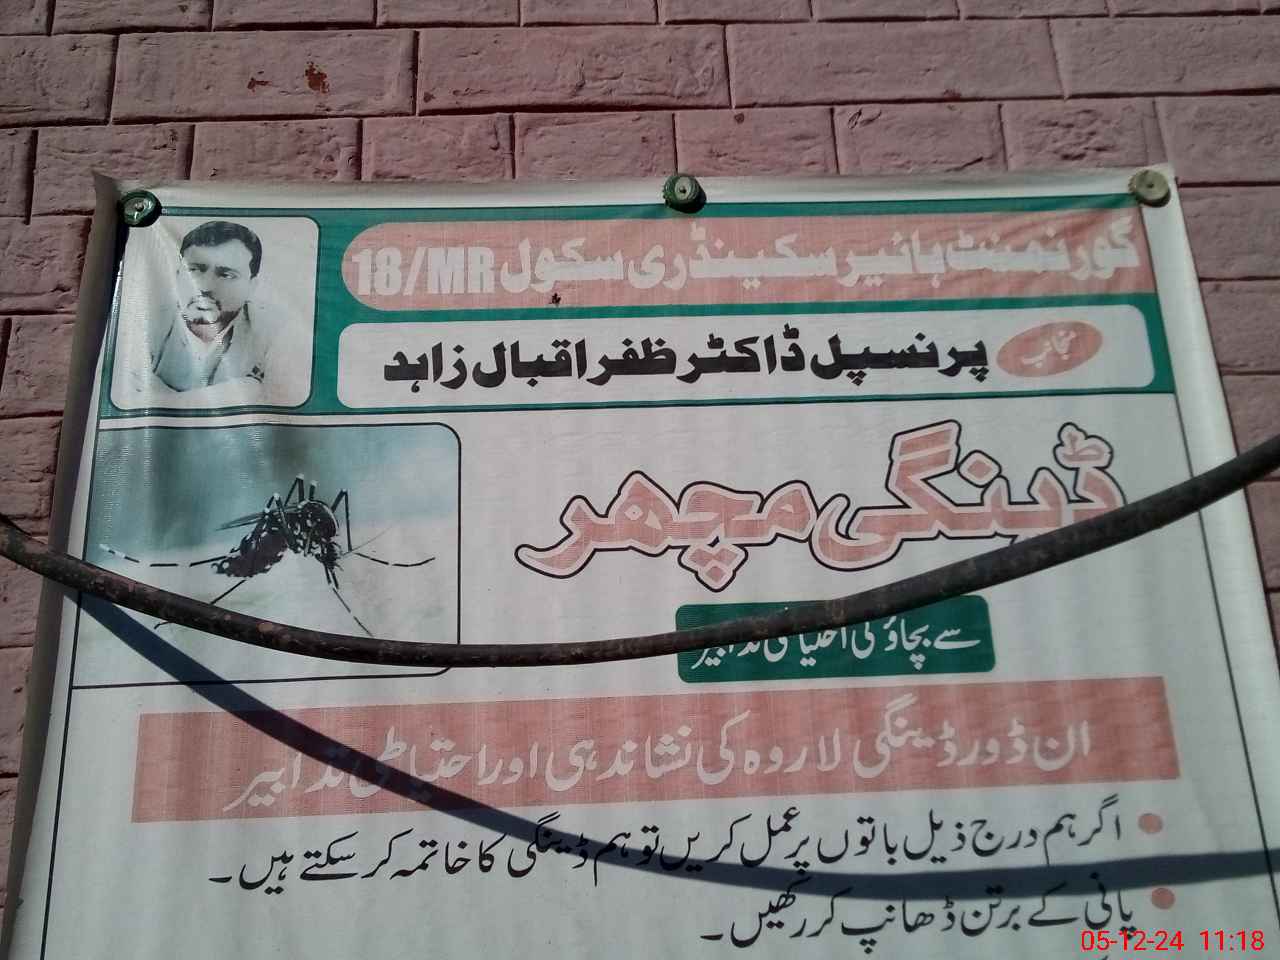 گورنمنٹ ہائیر سکینڈری سکول 18/MR
منجانب
پرنسپل ڈاکٹر ظفر اقبال زاہد
ڈینگی مچھر
سے بچاؤ کی احتیاطی تدابیر
ان ڈور ڈینگی لاروہ کی نشاندہی اور احتیاطی تدابیر
اگر ہم درج ذیل باتوں پر عمل کریں تو ہم ڈینگی کا خاتمہ کر سکتے ہیں۔
پانی کے برتن ڈھانپ کر رکھیں۔
05-12-24 11:18